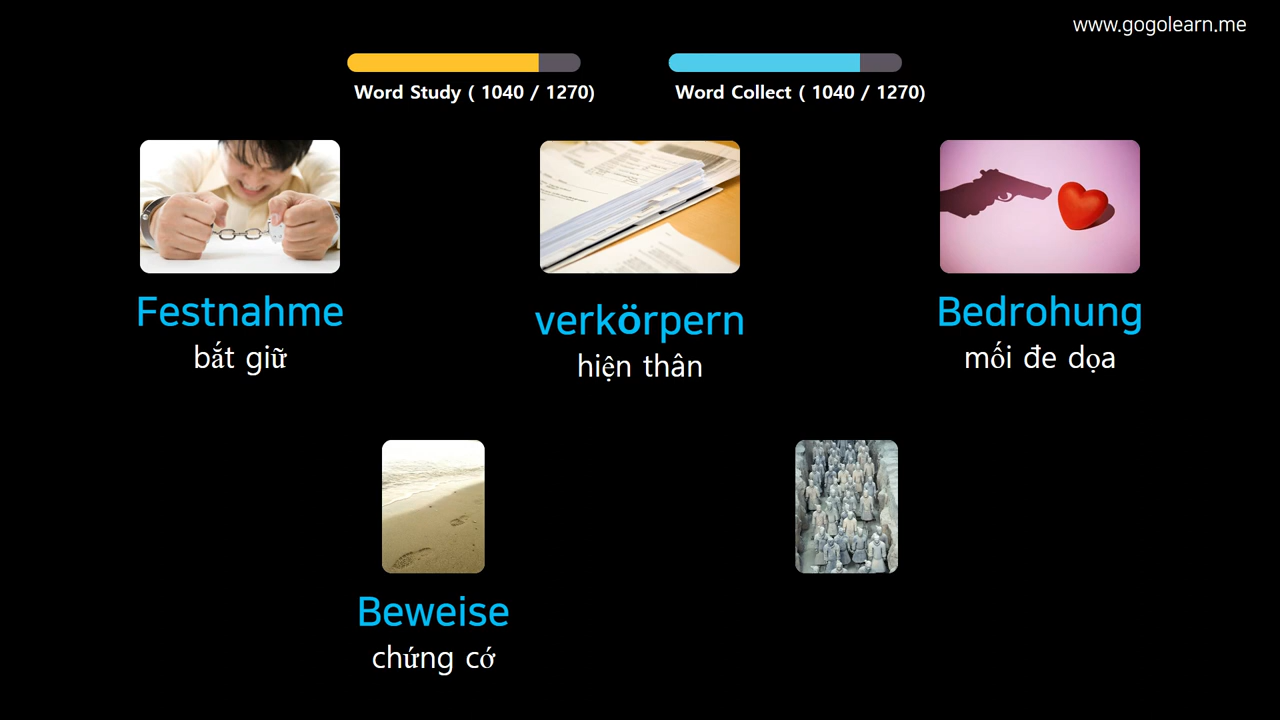 www.gogolearn.me
Word Study ( 1040 / 1270)
Word Collect ( 1040 / 1270)
Festnahme
bắt giữ
verkörpern
hiện thân
Bedrohung
mối đe dọa
Beweise
chứng cớ